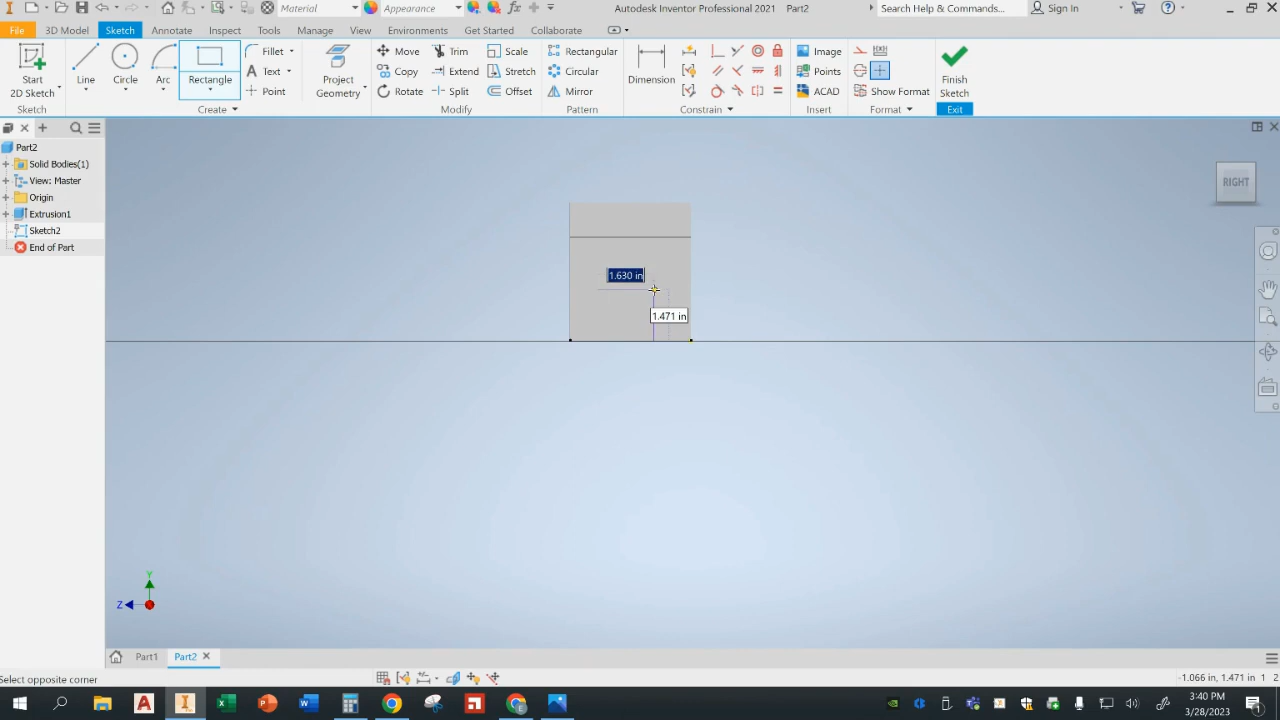 Material
Appearance
Autodesk Inventor Professional 2021 Part2
Search Help & Commands...
Sign In
File
3D Model
Sketch
Annotate
Inspect
Tools
Manage
View
Environments
Get Started
Collaborate
Start
2D Sketch
Line
Circle
Arc
Rectangle
Fillet
Text
Point
Project
Geometry
Move
Copy
Rotate
Trim
Extend
Split
Scale
Stretch
Offset
Rectangular
Circular
Mirror
Dimension
Image
Points
ACAD
Show Format
Finish
Sketch
Sketch
Create
Modify
Pattern
Constrain
Insert
Format
Exit
Part2
Solid Bodies(1)
View: Master
Origin
Extrusion1
Sketch2
End of Part
RIGHT
1.630 in
1.471 in
Y
Z
Part1
Part2
Select opposite corner
-1.066 in, 1.471 in 1 2
3:40 PM
3/28/2023